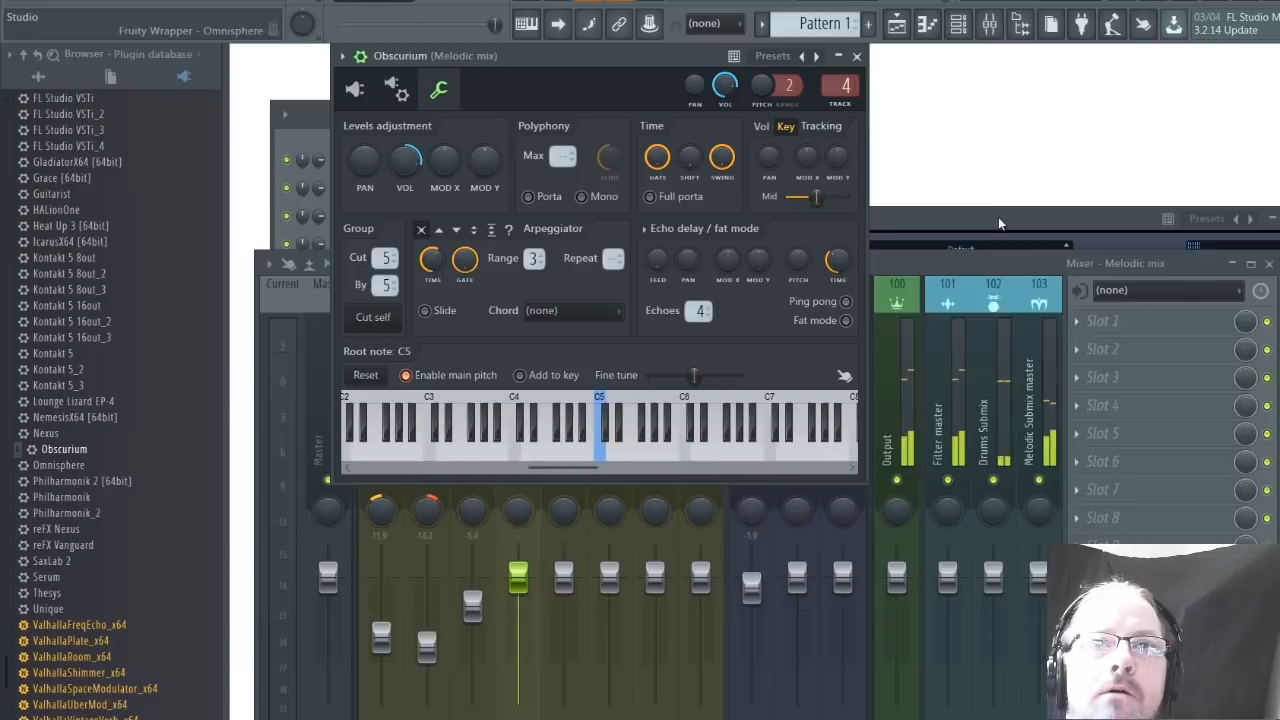 Studio
Fruity Wrapper - Omnisphere
(none)
Pattern 1
03/04 FL Studio M
3.2.14 Update
Browser - Plugin database
FL Studio VSTi
FL Studio VSTi_2
FL Studio VSTi_3
FL Studio VSTi_4
GladiatorX64 [64bit]
Grace [64bit]
Guitarist
HALionOne
Heat Up 3 [64bit]
IcarusX64 [64bit]
Kontakt 5 8out
Kontakt 5 8out_2
Kontakt 5 8out_3
Kontakt 5 16out
Kontakt 5 16out_2
Kontakt 5 16out_3
Kontakt 5
Kontakt 5_2
Kontakt 5_3
Lounge Lizard EP-4
NemesisX64 [64bit]
Nexus
Obscurium
Omnisphere
Philharmonik 2 [64bit]
Philharmonik
Philharmonik_2
reFX Nexus
reFX Vanguard
SaxLab 2
Serum
Thesys
Unique
ValhallaFreqEcho_x64
ValhallaPlate_x64
ValhallaRoom_x64
ValhallaShimmer_x64
ValhallaSpaceModulator_x64
ValhallaUberMod_x64
Obscurium (Melodic mix)
Presets
PAN VOL PITCH RANGE 2 4 TRACK
Levels adjustment
PAN VOL MOD X MOD Y
Polyphony
Max
Porta Mono
Time
GATE SHIFT SWING
Full porta
Vol Key Tracking
PAN MOD X MOD Y
Mid
Group
Cut 5
By 5
Cut self
? Arpeggiator
TIME GATE
Range 3 Repeat
Slide Chord (none)
Echo delay / fat mode
FEED PAN MOD X MOD Y PITCH TIME
Echoes 4
Ping pong
Fat mode
Root note: C5
Reset Enable main pitch Add to key Fine tune
C2 C3 C4 C5 C6 C7
Presets
Default
Mixer - Melodic mix
Current
100 101 102 103
Master
Output
Filter master
Drums Submix
Melodic Submix master
(none)
Slot 1
Slot 2
Slot 3
Slot 4
Slot 5
Slot 6
Slot 7
Slot 8
-11.9 -14.2 -5.4 -1.9